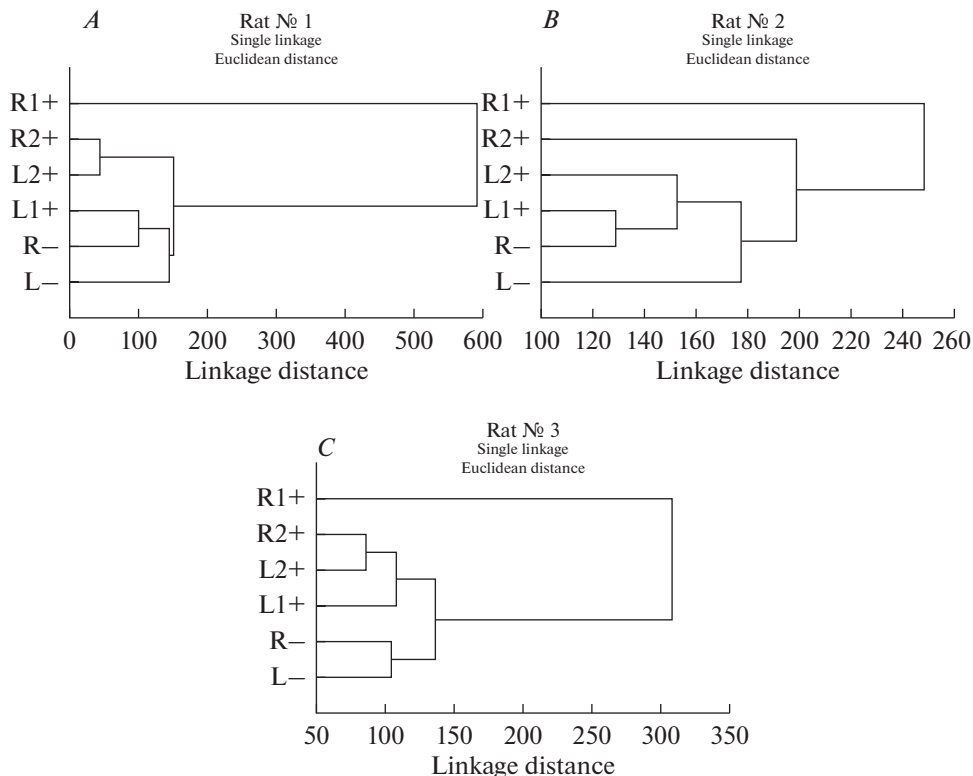 A
Rat № 1
Single linkage
Euclidean distance
R1+
R2+
L2+
L1+
R–
L–
0 100 200 300 400 500 600
Linkage distance
B
Rat № 2
Single linkage
Euclidean distance
R1+
R2+
L2+
L1+
R–
L–
100 120 140 160 180 200 220 240 260
Linkage distance
C
Rat № 3
Single linkage
Euclidean distance
R1+
R2+
L2+
L1+
R–
L–
50 100 150 200 250 300 350
Linkage distance